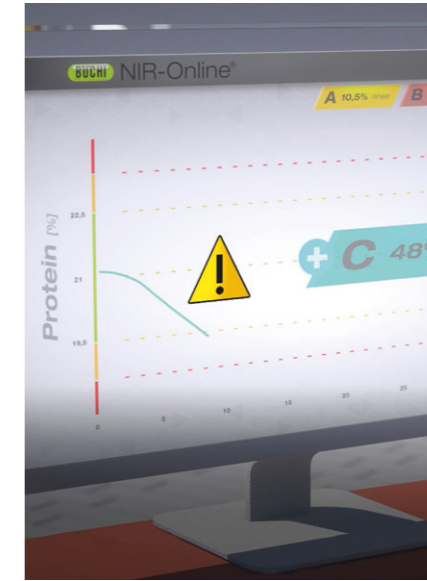 BUCHI NIR-Online®
A 10,5% Wheat B
Protein [%]
22,5
21
19,5
C 48%
0 5 10 15 20 25